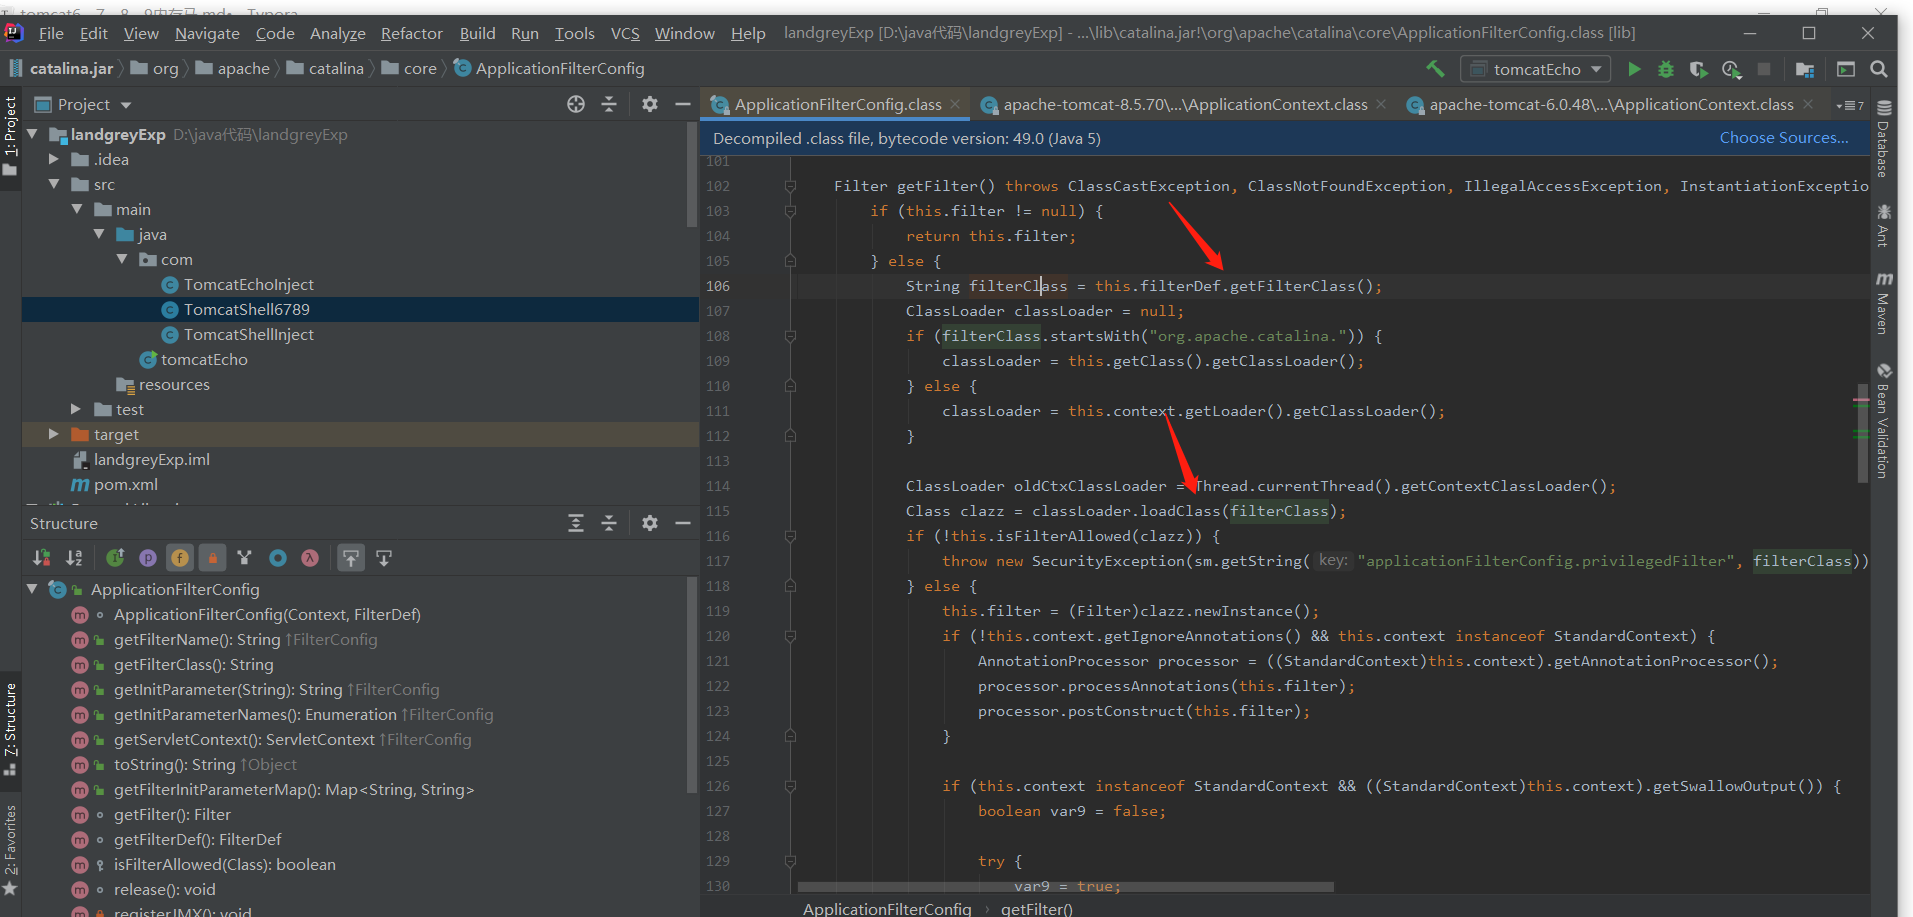 File Edit View Navigate Code Analyze Refactor Build Run Tools VCS Window Help landgreyExp [D:\java代码\landgreyExp] - ...\lib\catalina.jar!\org\apache\catalina\core\ApplicationFilterConfig.class [lib]
catalina.jar org apache catalina core ApplicationFilterConfig tomcatEcho
Project
ApplicationFilterConfig.class apache-tomcat-8.5.70\...\ApplicationContext.class apache-tomcat-6.0.48\...\ApplicationContext.class 7
Decompiled .class file, bytecode version: 49.0 (Java 5) Choose Sources...
1: Project
7: Structure
2: Favorites
landgreyExp D:\java代码\landgreyExp
.idea
src
main
java
com
TomcatEchoInject
TomcatShell6789
TomcatShellInject
tomcatEcho
resources
test
target
landgreyExp.iml
pom.xml
Structure
ApplicationFilterConfig
ApplicationFilterConfig(Context, FilterDef)
getFilterName(): String ↑FilterConfig
getFilterClass(): String
getInitParameter(String): String ↑FilterConfig
getInitParameterNames(): Enumeration ↑FilterConfig
getServletContext(): ServletContext ↑FilterConfig
toString(): String ↑Object
getFilterInitParameterMap(): Map<String, String>
getFilter(): Filter
getFilterDef(): FilterDef
isFilterAllowed(Class): boolean
release(): void
registerJMX(): void
101
102 Filter getFilter() throws ClassCastException, ClassNotFoundException, IllegalAccessException, InstantiationExceptio
103 if (this.filter != null) {
104 return this.filter;
105 } else {
106 String filterClass = this.filterDef.getFilterClass();
107 ClassLoader classLoader = null;
108 if (filterClass.startsWith("org.apache.catalina.")) {
109 classLoader = this.getClass().getClassLoader();
110 } else {
111 classLoader = this.context.getLoader().getClassLoader();
112 }
113
114 ClassLoader oldCtxClassLoader = Thread.currentThread().getContextClassLoader();
115 Class clazz = classLoader.loadClass(filterClass);
116 if (!this.isFilterAllowed(clazz)) {
117 throw new SecurityException(sm.getString( key: "applicationFilterConfig.privilegedFilter", filterClass))
118 } else {
119 this.filter = (Filter)clazz.newInstance();
120 if (!this.context.getIgnoreAnnotations() && this.context instanceof StandardContext) {
121 AnnotationProcessor processor = ((StandardContext)this.context).getAnnotationProcessor();
122 processor.processAnnotations(this.filter);
123 processor.postConstruct(this.filter);
124 }
125
126 if (this.context instanceof StandardContext && ((StandardContext)this.context).getSwallowOutput()) {
127 boolean var9 = false;
128
129 try {
130 var9 = true;
ApplicationFilterConfig › getFilter()
Database
Ant
Maven
Bean Validation